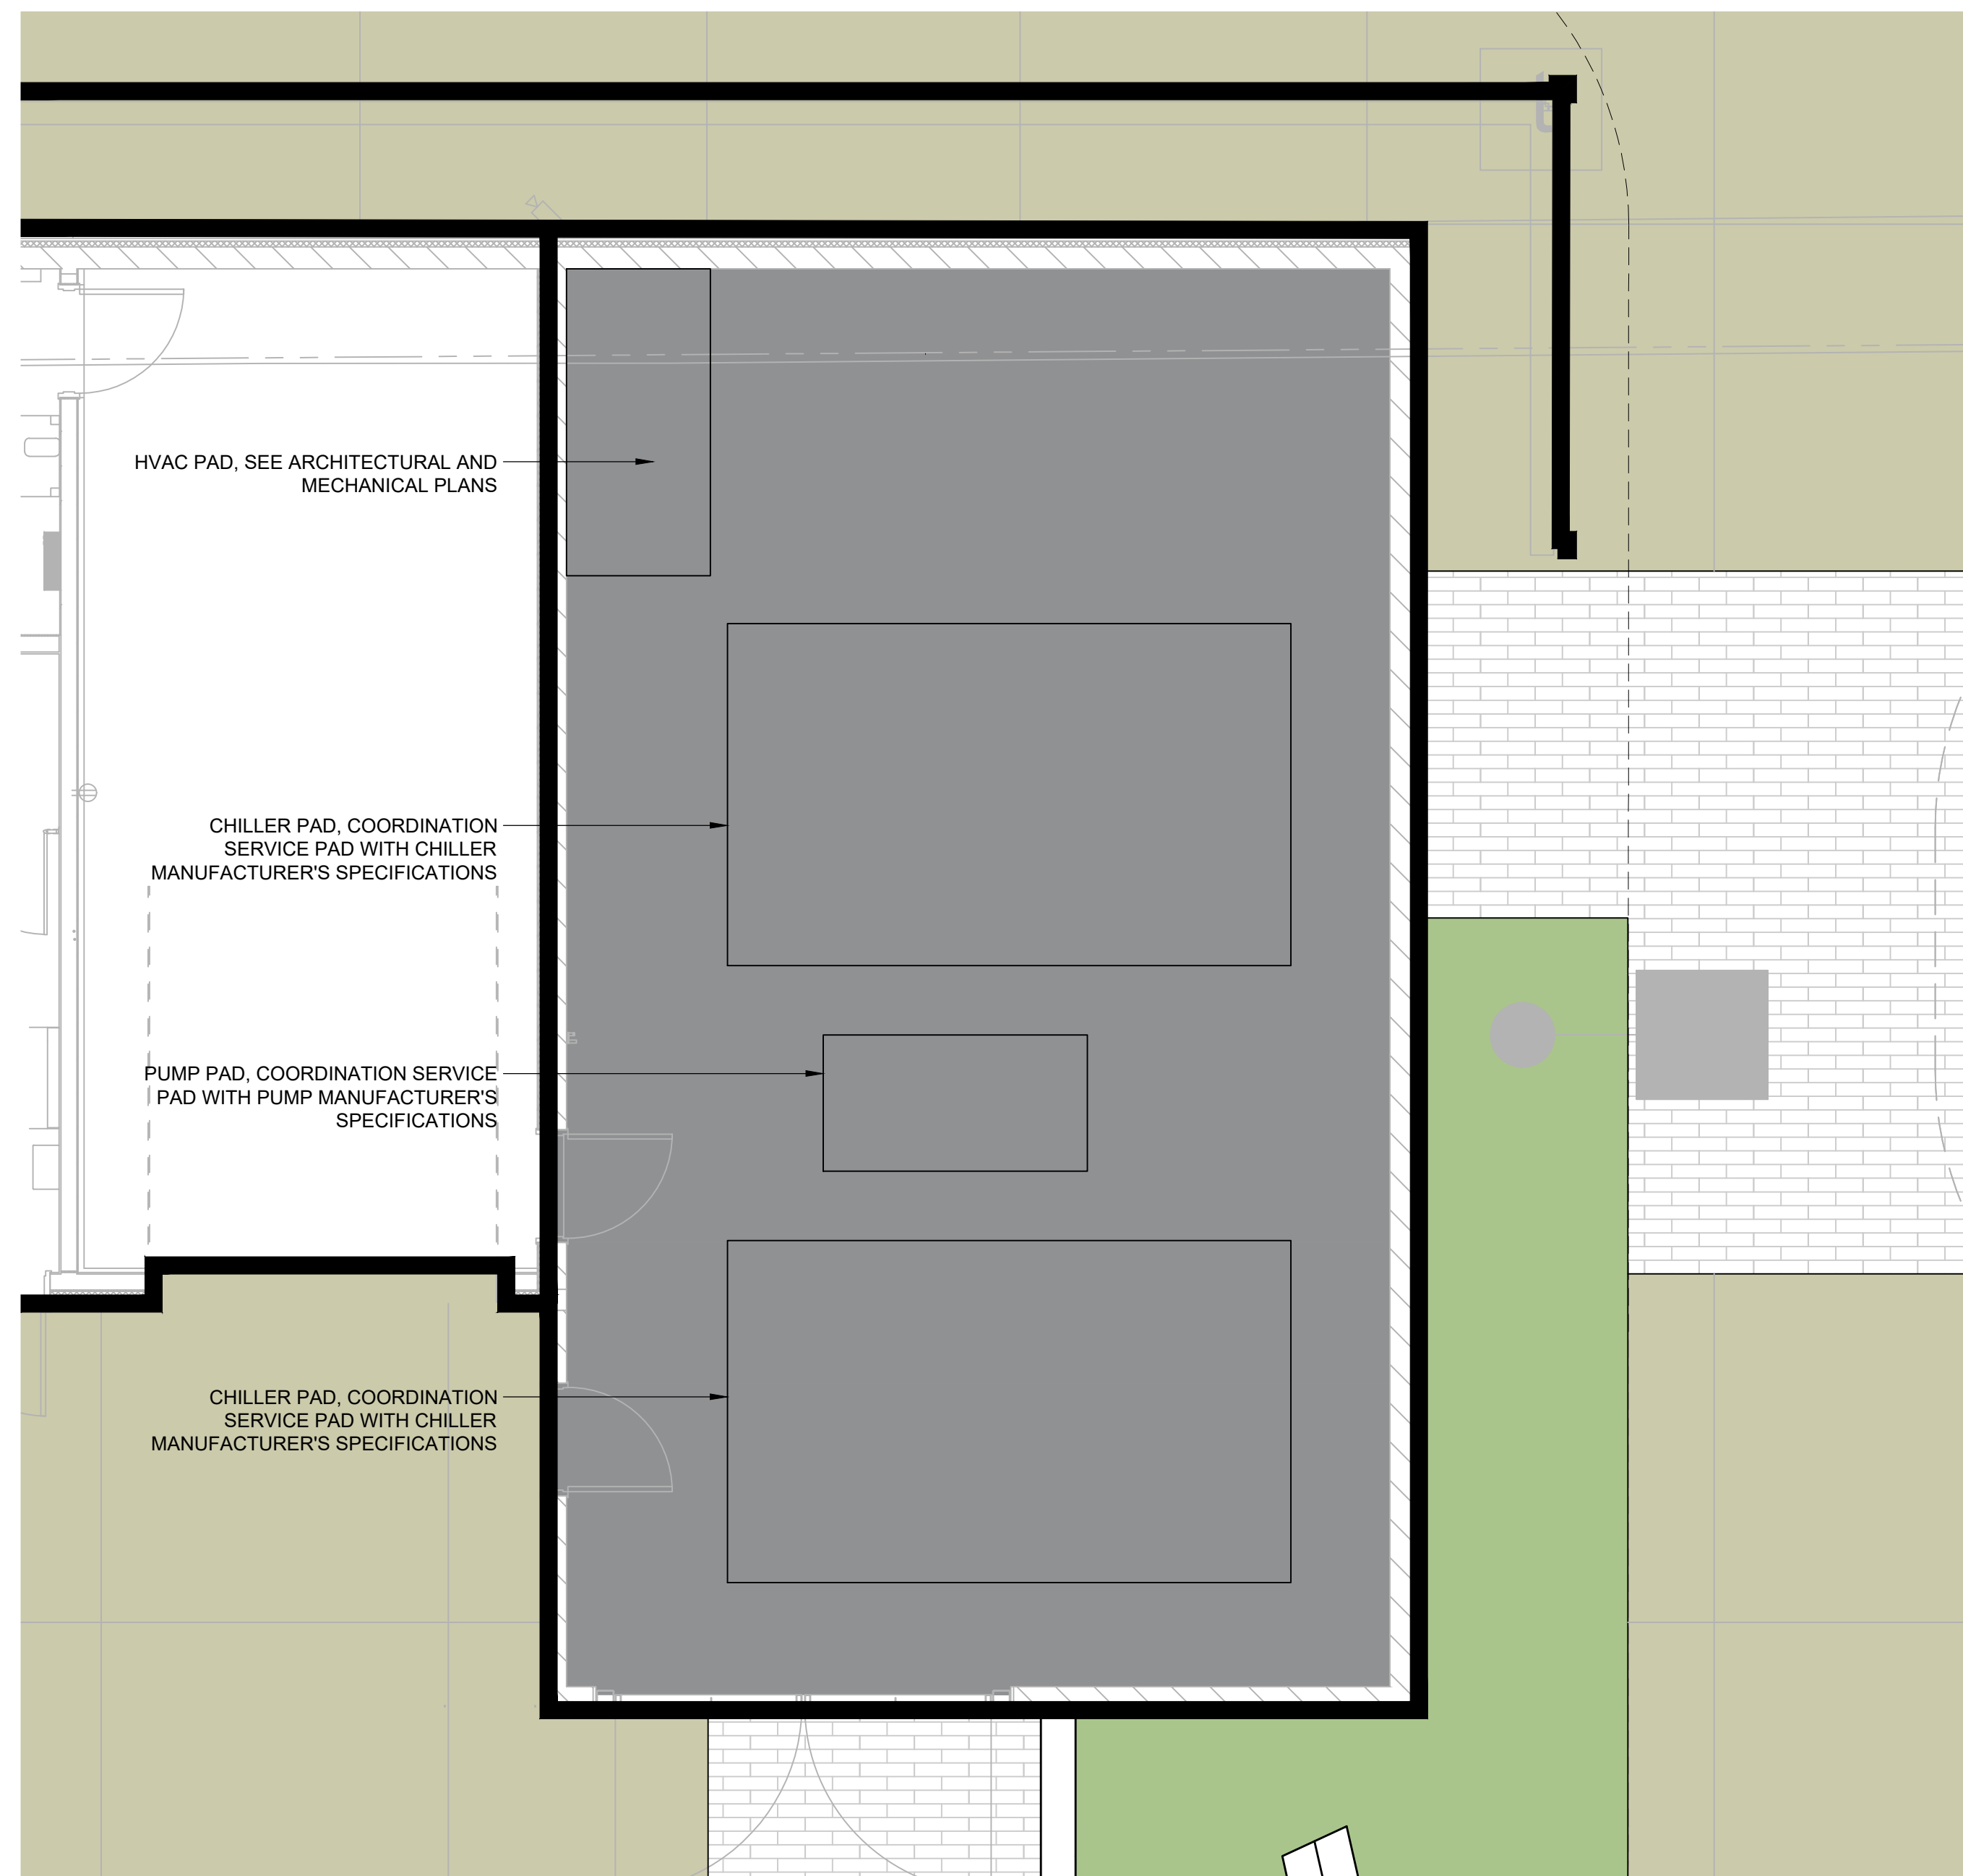 HVAC PAD, SEE ARCHITECTURAL AND
MECHANICAL PLANS
CHILLER PAD, COORDINATION
SERVICE PAD WITH CHILLER
MANUFACTURER'S SPECIFICATIONS
PUMP PAD, COORDINATION SERVICE
PAD WITH PUMP MANUFACTURER'S
SPECIFICATIONS
CHILLER PAD, COORDINATION
SERVICE PAD WITH CHILLER
MANUFACTURER'S SPECIFICATIONS